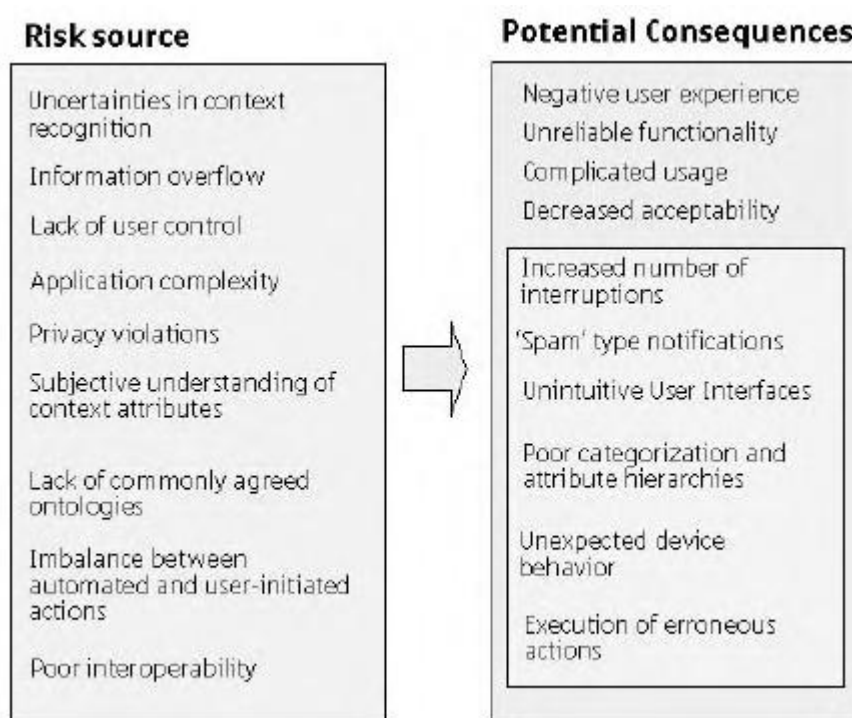 Risk source
Uncertainties in context
recognition
Information overflow
Lack of user control
Application complexity
Privacy violations
Subjective understanding of
context attributes
Lack of commonly agreed
ontologies
Imbalance between
automated and user-initiated
actions
Poor interoperability
Potential Consequences
Negative user experience
Unreliable functionality
Complicated usage
Decreased acceptability
Increased number of
interruptions
‘Spam’ type notifications
Unintuitive User Interfaces
Poor categorization and
attribute hierarchies
Unexpected device
behavior
Execution of erroneous
actions